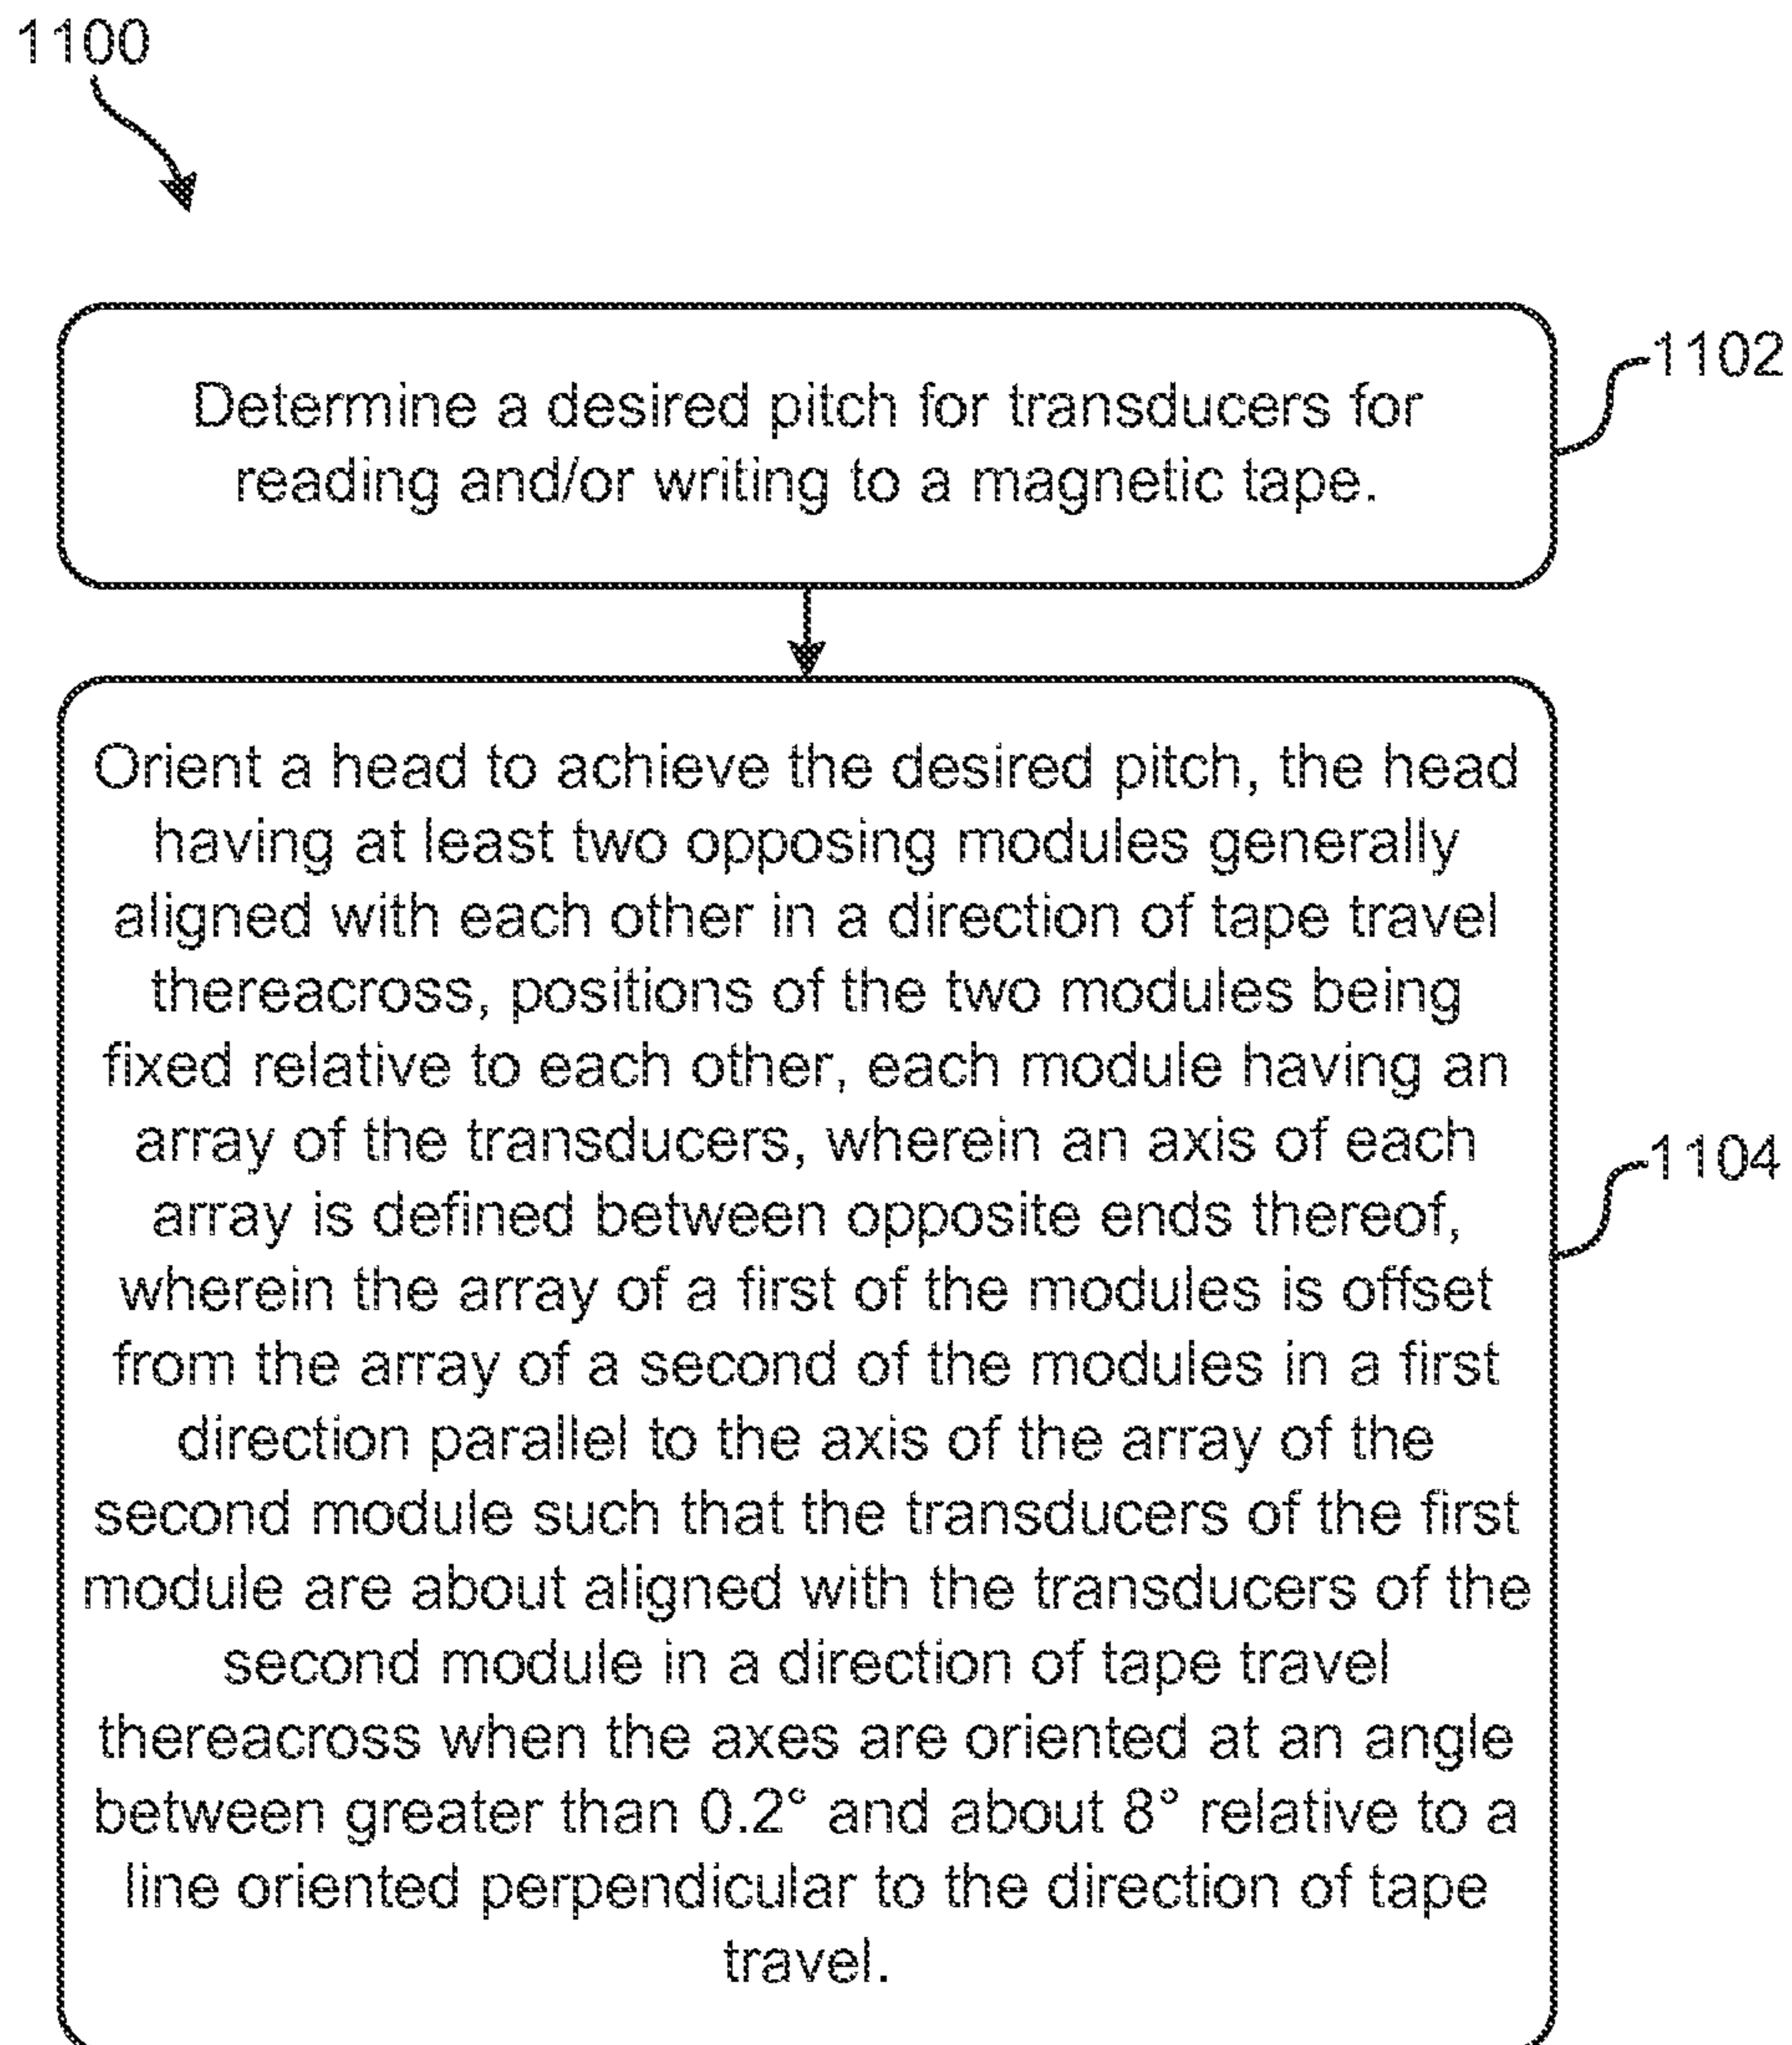 1100
1102
Determine a desired pitch for transducers for
reading and/or writing to a magnetic tape.
Orient a head to achieve the desired pitch, the head
having at least two opposing modules generally
aligned with each other in a direction of tape travel
thereacross, positions of the two modules being
fixed relative to each other, each module having an
array of the transducers, wherein an axis of each
array is defined between opposite ends thereof,
wherein the array of a first of the modules is offset
from the array of a second of the modules in a first
direction parallel to the axis of the array of the
second module such that the transducers of the first
module are about aligned with the transducers of the
second module in a direction of tape travel
thereacross when the axes are oriented at an angle
between greater than 0.2° and about 8° relative to a
line oriented perpendicular to the direction of tape
travel.
1104